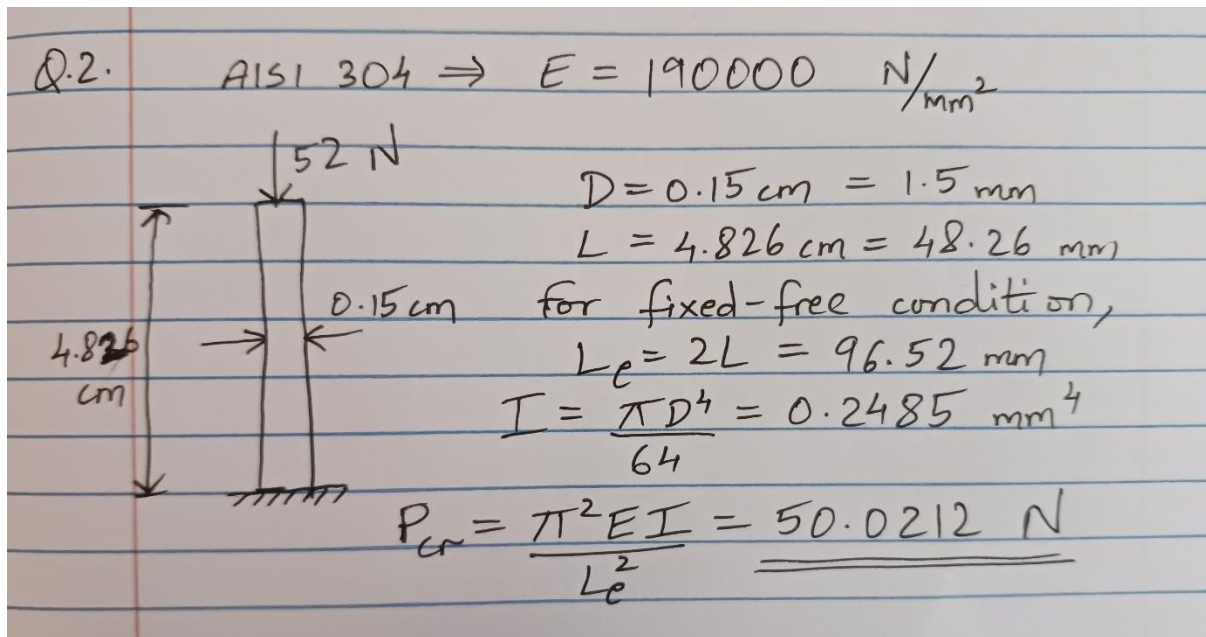 Q.2. AISI 304 ⇒ E = 190000 N/mm²
52 N
D = 0.15 cm = 1.5 mm
L = 4.826 cm = 48.26 mm
0.15 cm for fixed-free condition,
4.826 cm
Le = 2L = 96.52 mm
I = πD⁴/64 = 0.2485 mm⁴
Pcr = π²EI/Le² = 50.0212 N